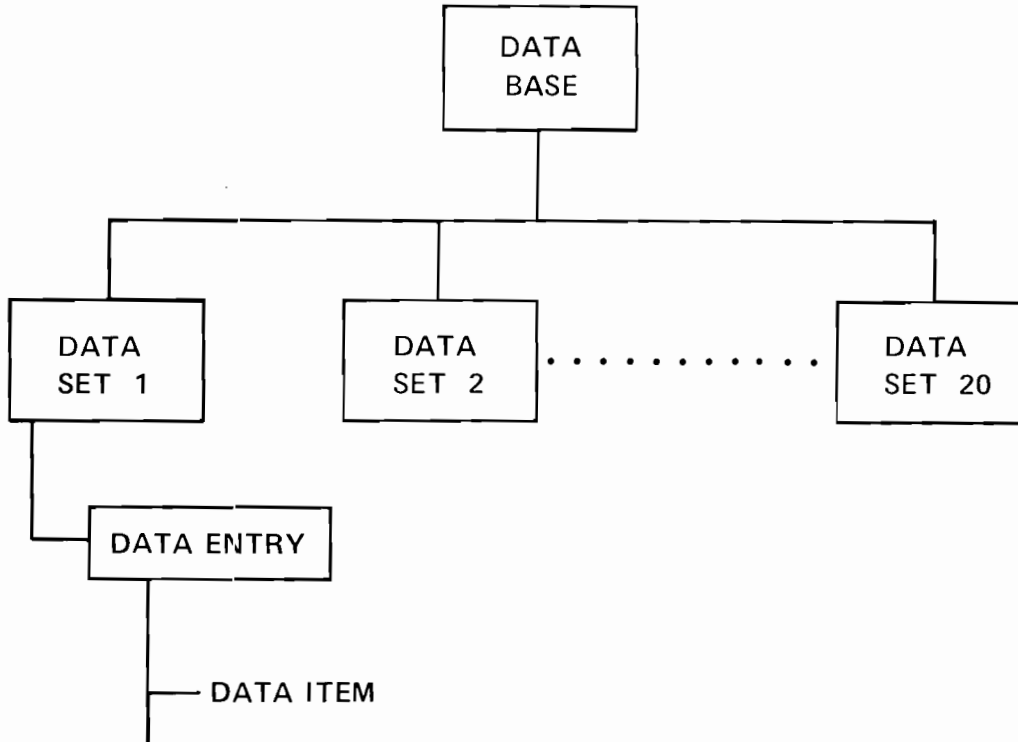 DATA
BASE
DATA
SET 1
DATA
SET 2
. . . . . . . . . . .
DATA
SET 20
DATA ENTRY
DATA ITEM